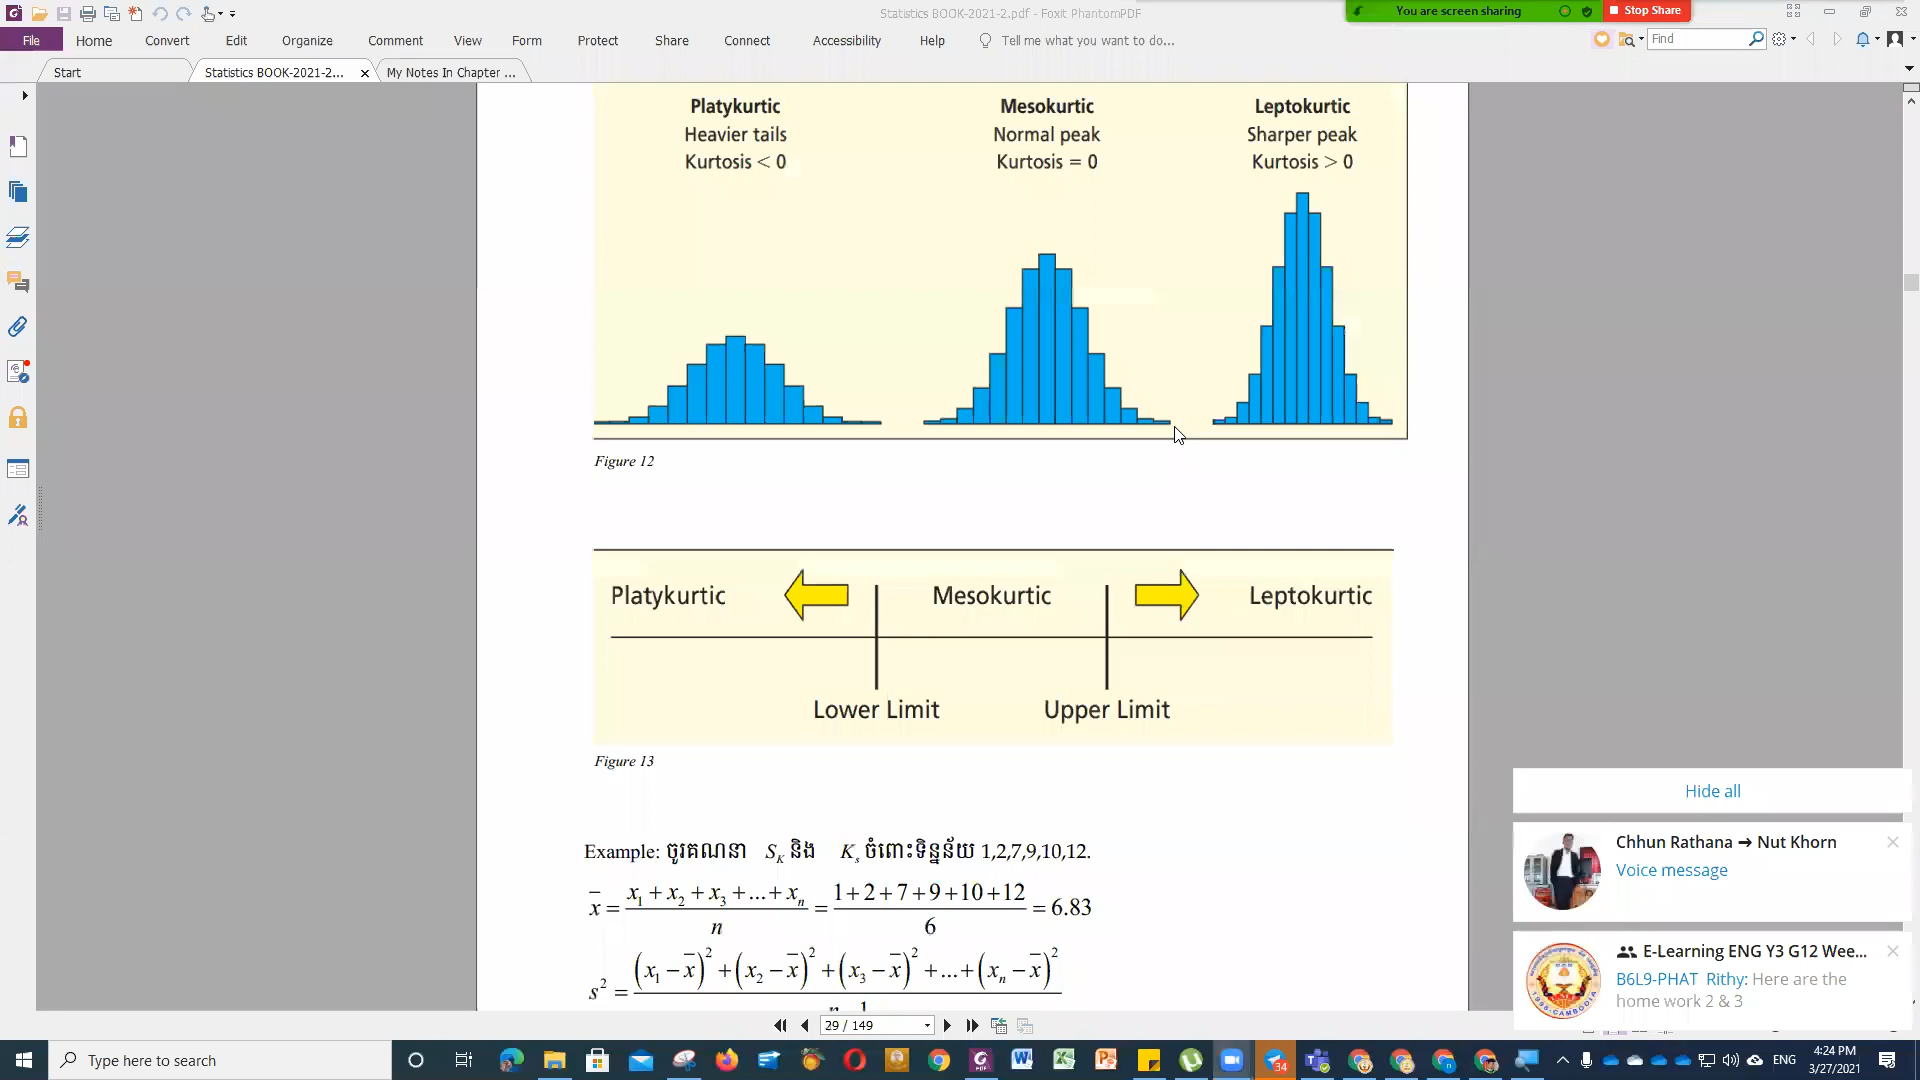 Statistics BOOK-2021-2.pdf - Foxit PhantomPDF
You are screen sharing
Stop Share
File
Home
Convert
Edit
Organize
Comment
View
Form
Protect
Share
Connect
Accessibility
Help
Tell me what you want to do...
Find
Start
Statistics BOOK-2021-2...
My Notes In Chapter ...
Platykurtic Mesokurtic Leptokurtic
Heavier tails Normal peak Sharper peak
Kurtosis < 0 Kurtosis = 0 Kurtosis > 0
Figure 12
Platykurtic Mesokurtic Leptokurtic
Lower Limit Upper Limit
Figure 13
Example: ចូរគណនា S_K និង K_s ចំពោះទិន្នន័យ 1,2,7,9,10,12.
x̄ = (x₁ + x₂ + x₃ + ... + xₙ) / n = (1+2+7+9+10+12) / 6 = 6.83
s² = (x₁ − x̄)² + (x₂ − x̄)² + (x₃ − x̄)² + ... + (xₙ − x̄)²
Hide all
Chhun Rathana ➔ Nut Khorn
Voice message
E-Learning ENG Y3 G12 Wee...
B6L9-PHAT Rithy: Here are the
home work 2 & 3
29 / 149
Type here to search
34
ENG
4:24 PM
3/27/2021